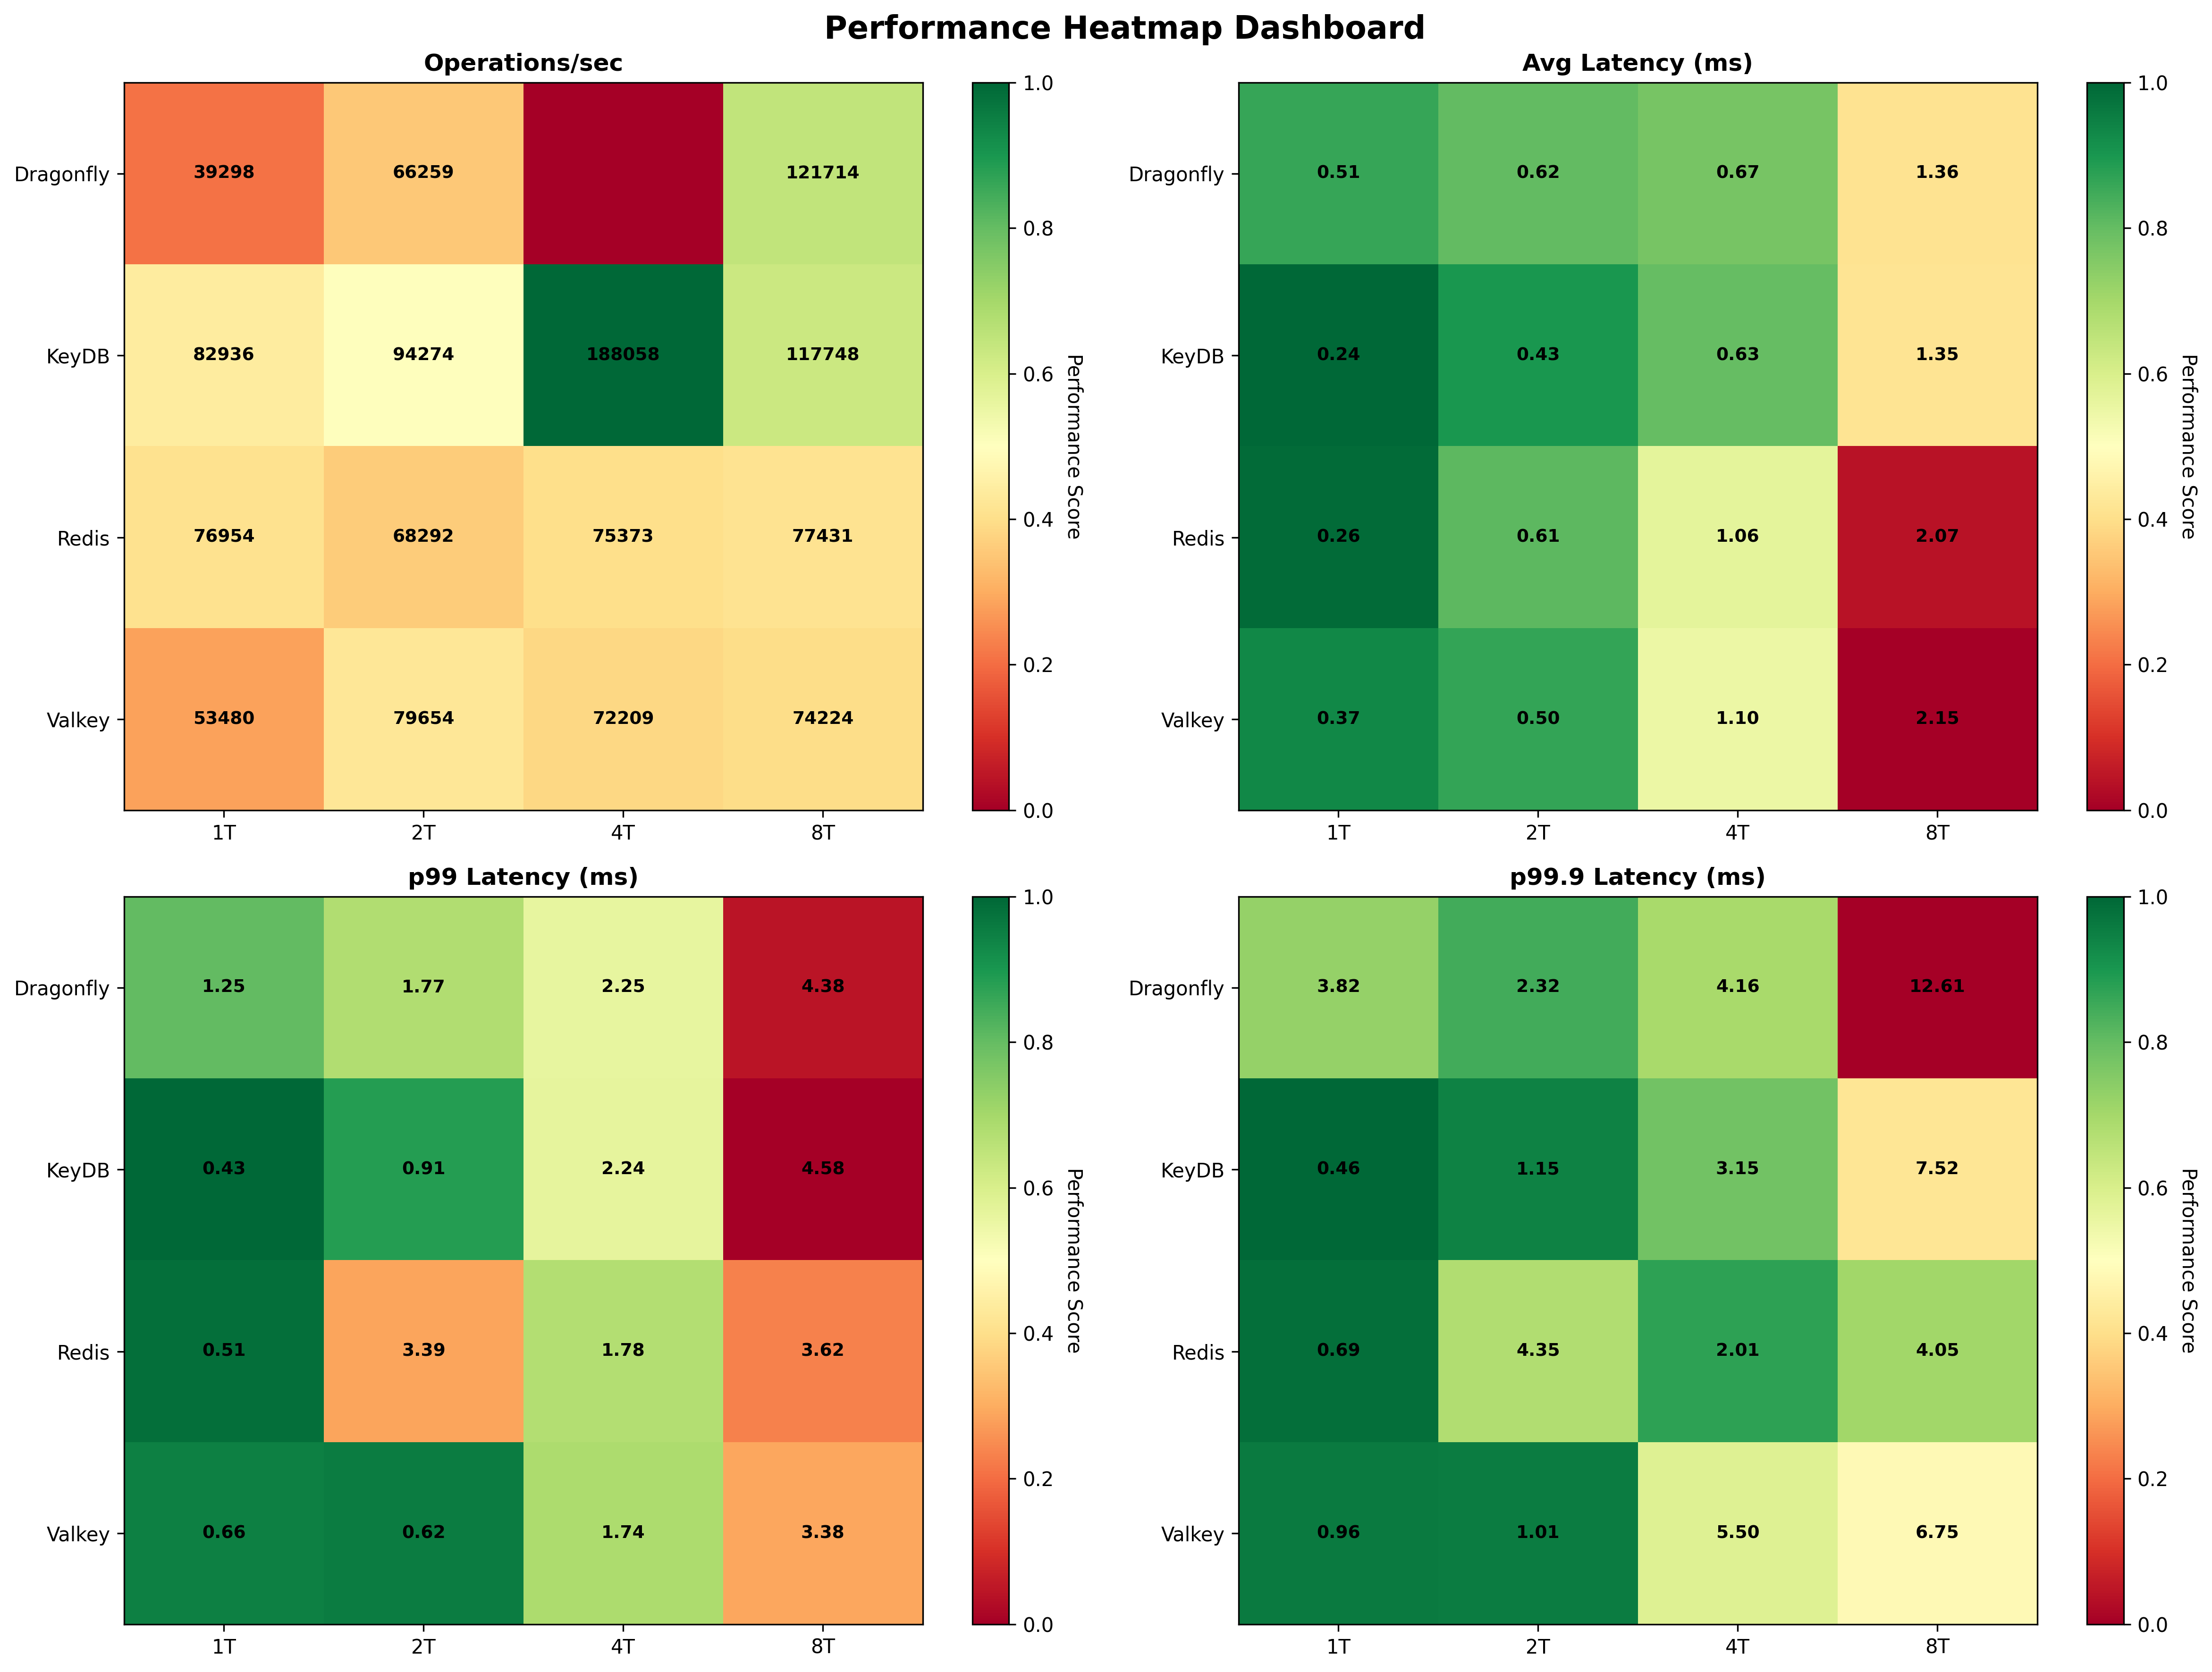 Performance Heatmap Dashboard
Operations/sec
Dragonfly 39298 66259 121714
KeyDB 82936 94274 188058 117748
Redis 76954 68292 75373 77431
Valkey 53480 79654 72209 74224
1T 2T 4T 8T
1.0
0.8
0.6
0.4
0.2
0.0
Performance Score
Avg Latency (ms)
Dragonfly 0.51 0.62 0.67 1.36
KeyDB 0.24 0.43 0.63 1.35
Redis 0.26 0.61 1.06 2.07
Valkey 0.37 0.50 1.10 2.15
1T 2T 4T 8T
1.0
0.8
0.6
0.4
0.2
0.0
Performance Score
p99 Latency (ms)
Dragonfly 1.25 1.77 2.25 4.38
KeyDB 0.43 0.91 2.24 4.58
Redis 0.51 3.39 1.78 3.62
Valkey 0.66 0.62 1.74 3.38
1T 2T 4T 8T
1.0
0.8
0.6
0.4
0.2
0.0
Performance Score
p99.9 Latency (ms)
Dragonfly 3.82 2.32 4.16 12.61
KeyDB 0.46 1.15 3.15 7.52
Redis 0.69 4.35 2.01 4.05
Valkey 0.96 1.01 5.50 6.75
1T 2T 4T 8T
1.0
0.8
0.6
0.4
0.2
0.0
Performance Score